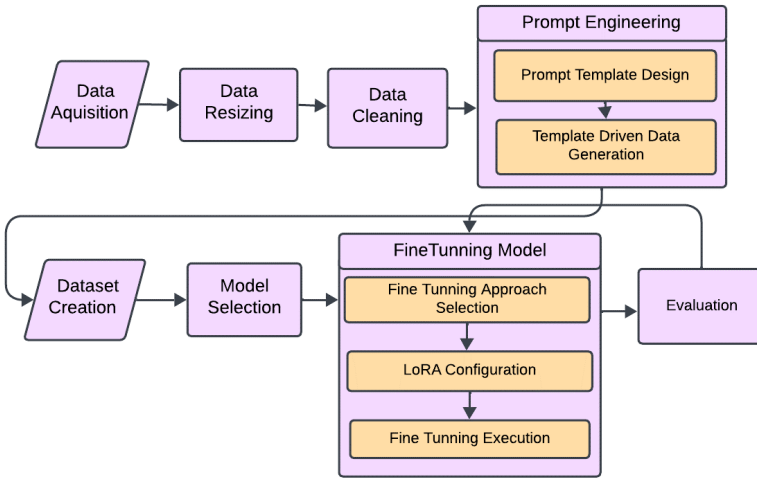 Prompt Engineering
Data
Aquisition
Data
Resizing
Data
Cleaning
Prompt Template Design
Template Driven Data
Generation
Dataset
Creation
Model
Selection
FineTunning Model
Fine Tunning Approach
Selection
LoRA Configuration
Fine Tunning Execution
Evaluation